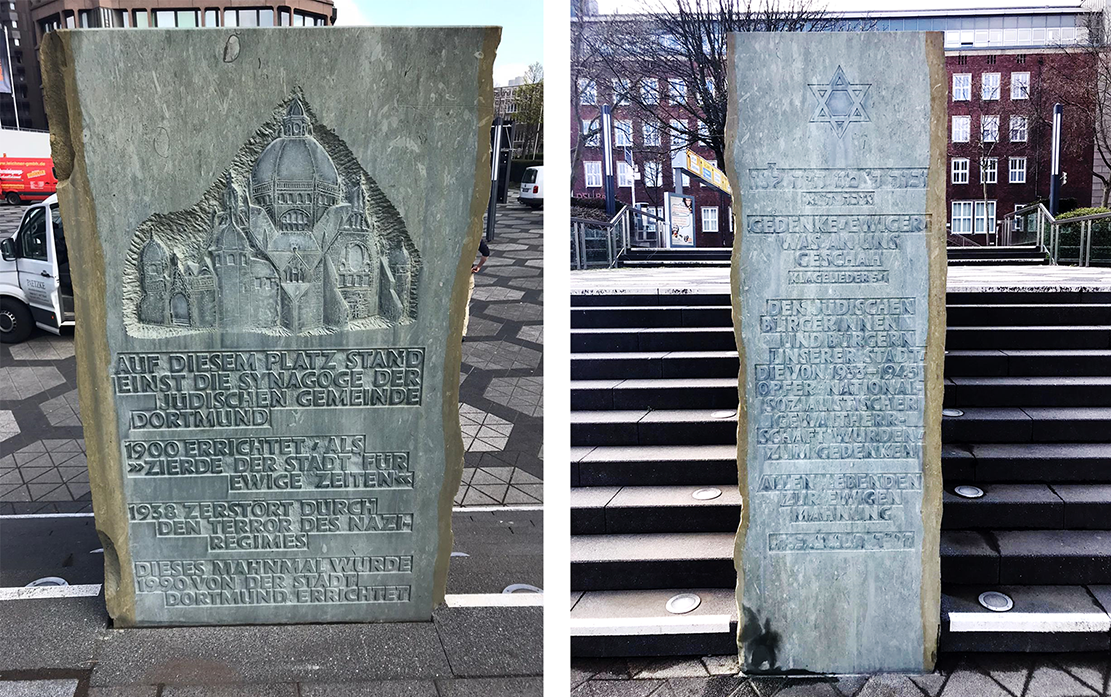 AUF DIESEM PLATZ STAND
EINST DIE SYNAGOGE DER
JÜDISCHEN GEMEINDE
DORTMUND
1900 ERRICHTET ALS
»ZIERDE DER STADT FÜR
EWIGE ZEITEN«
1938 ZERSTÖRT DURCH
DEN TERROR DES NAZI-
REGIMES
DIESES MAHNMAL WURDE
1990 VON DER STADT
DORTMUND ERRICHTET
GEDENKE EWIGER
WAS AN UNS
GESCHAH
KLAGELIEDER 5,1
DEN JÜDISCHEN
BÜRGERINNEN
UND BÜRGERN
UNSERER STADT
DIE VON 1933-1945
OPFER NATIONAL-
SOZIALISTISCHER
GEWALTHERR-
SCHAFT WURDEN
ZUM GEDENKEN
ALLEN LEBENDEN
ZUR EWIGEN
MAHNUNG